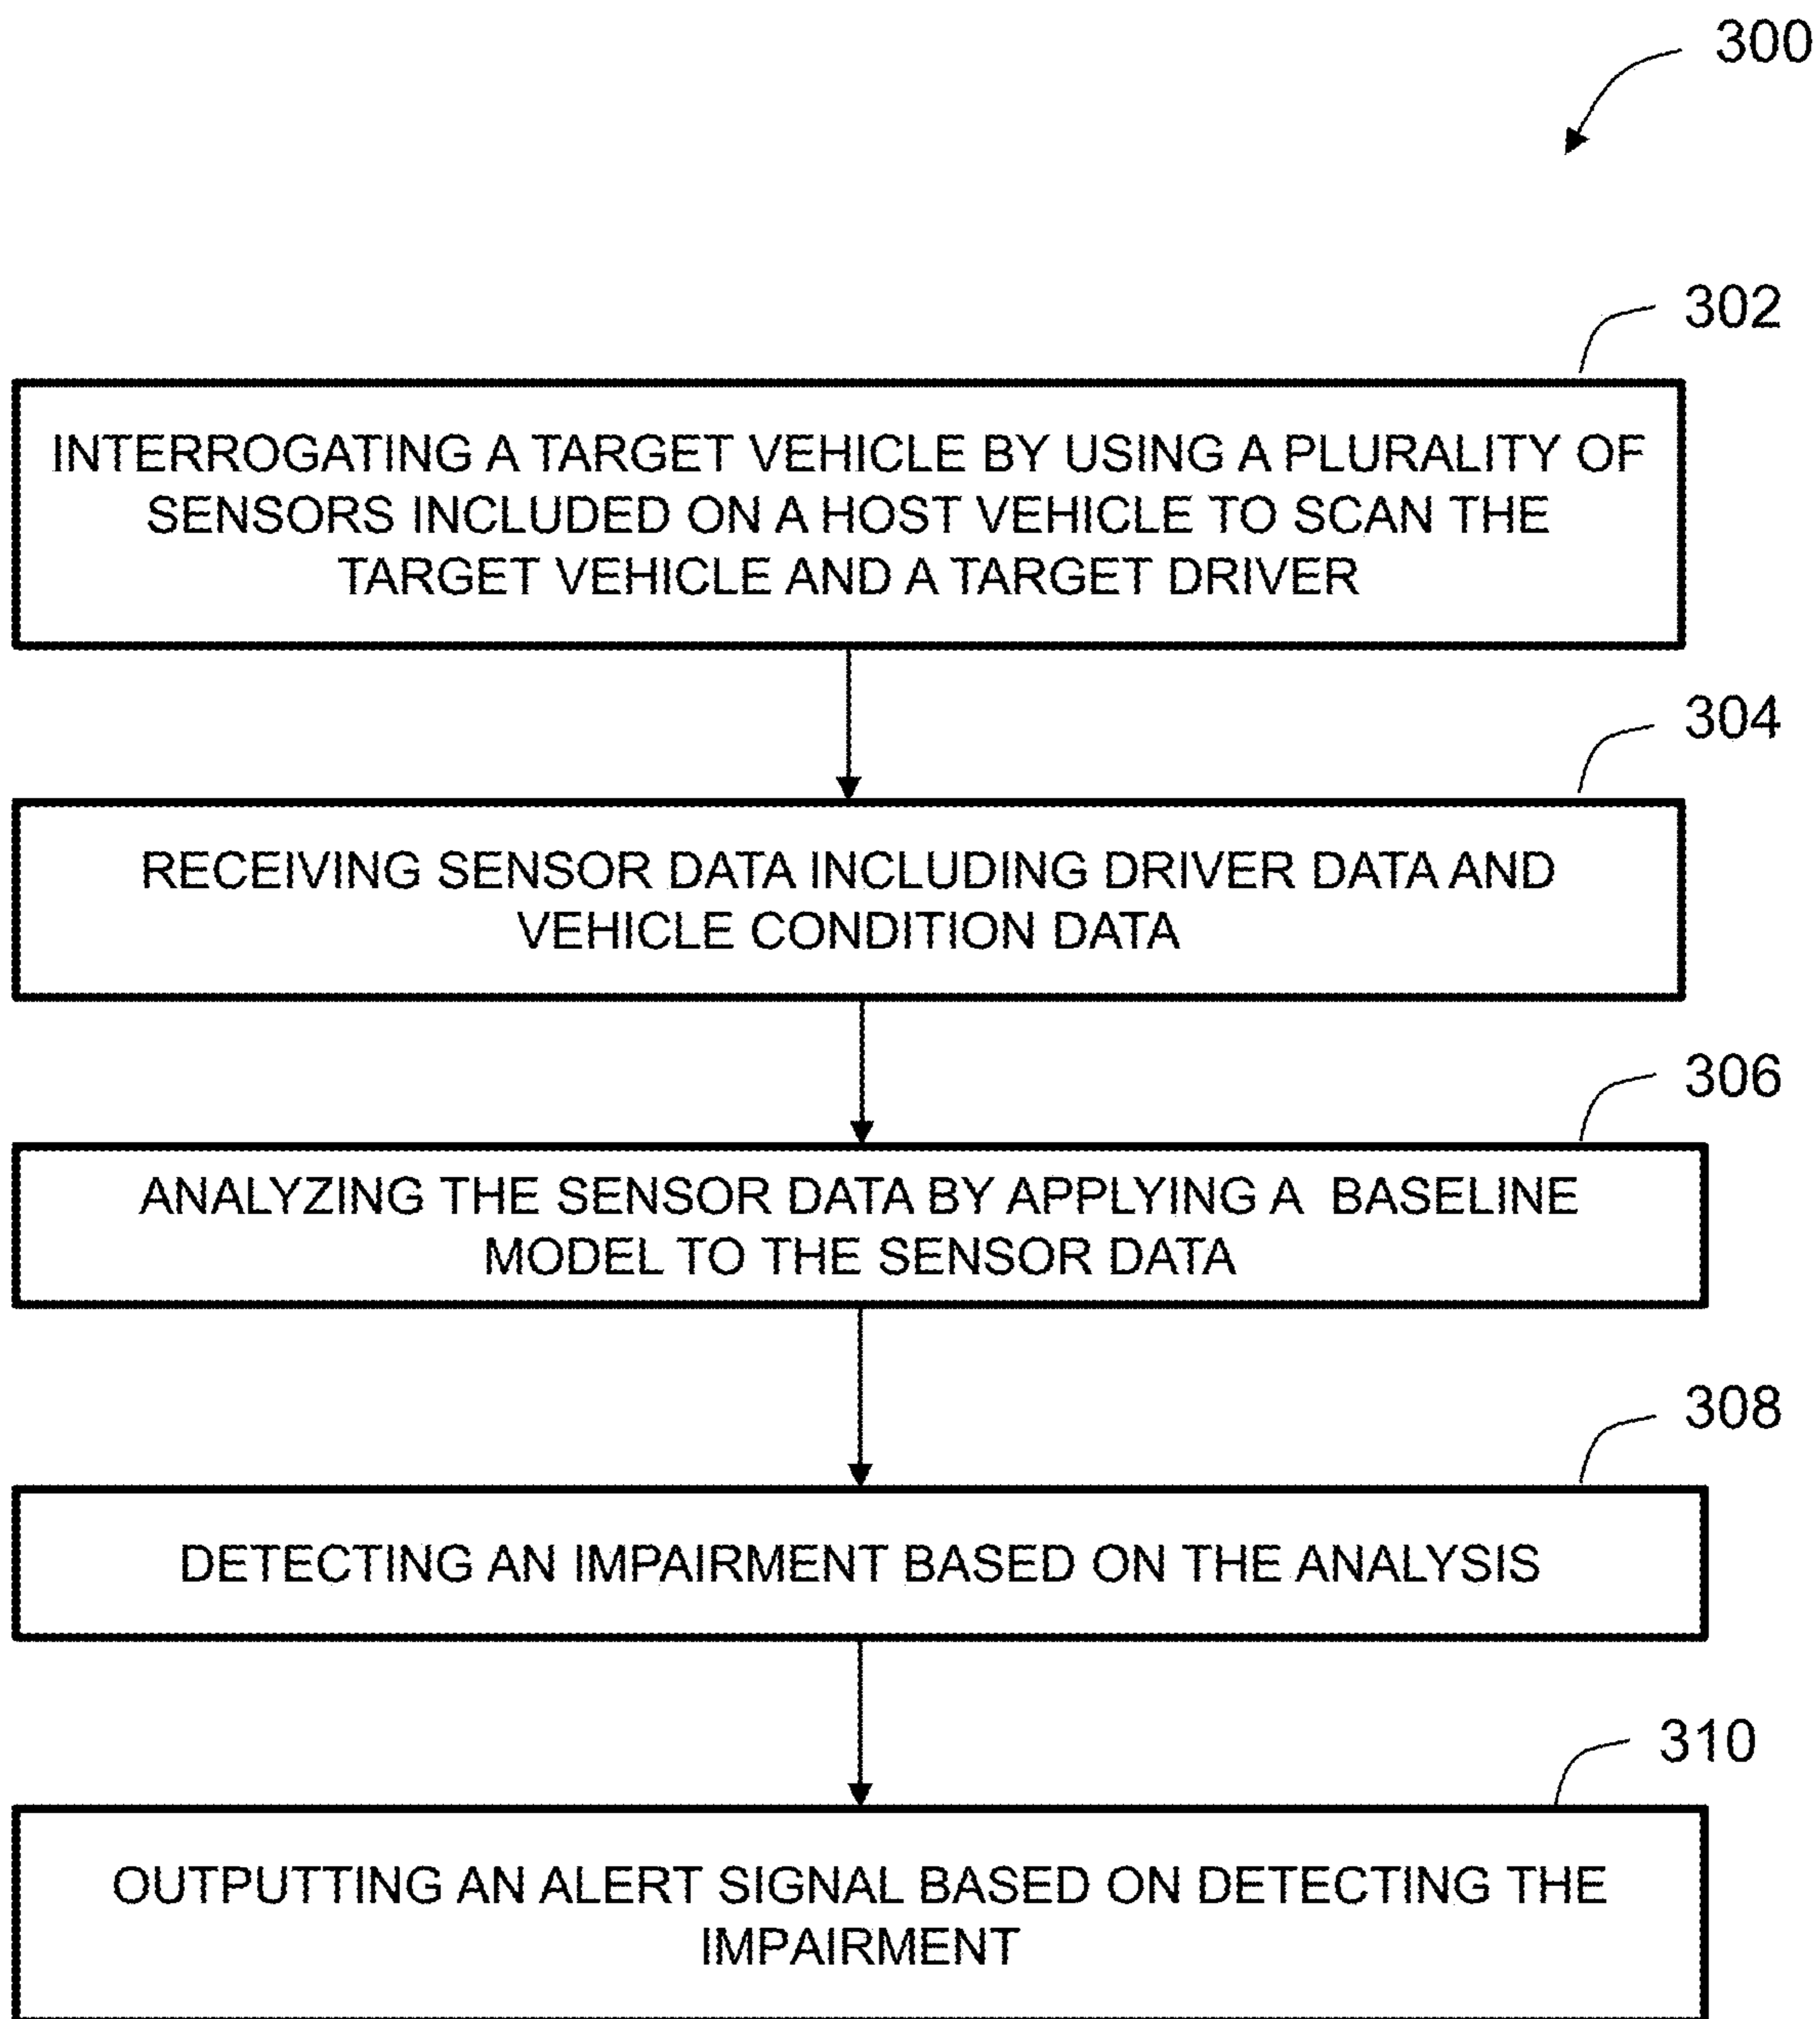 300
302
INTERROGATING A TARGET VEHICLE BY USING A PLURALITY OF
SENSORS INCLUDED ON A HOST VEHICLE TO SCAN THE
TARGET VEHICLE AND A TARGET DRIVER
304
RECEIVING SENSOR DATA INCLUDING DRIVER DATA AND
VEHICLE CONDITION DATA
306
ANALYZING THE SENSOR DATA BY APPLYING A BASELINE
MODEL TO THE SENSOR DATA
308
DETECTING AN IMPAIRMENT BASED ON THE ANALYSIS
310
OUTPUTTING AN ALERT SIGNAL BASED ON DETECTING THE
IMPAIRMENT